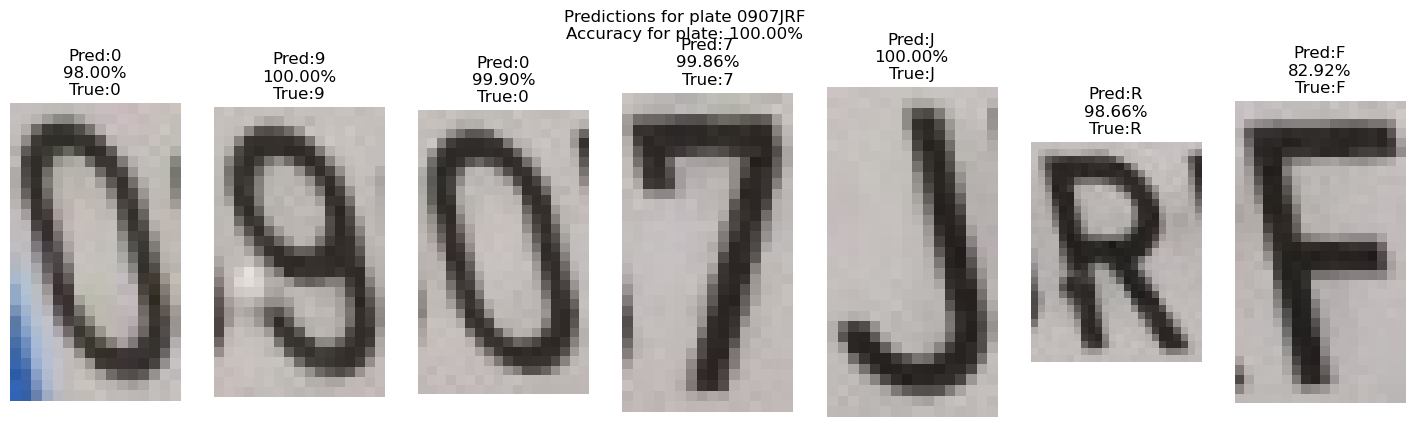 Predictions for plate 0907JRF
Accuracy for plate: 100.00%
Pred:0
98.00%
True:0
Pred:9
100.00%
True:9
Pred:0
99.90%
True:0
Pred:7
99.86%
True:7
Pred:J
100.00%
True:J
Pred:R
98.66%
True:R
Pred:F
82.92%
True:F
0 9 0 7 J R F